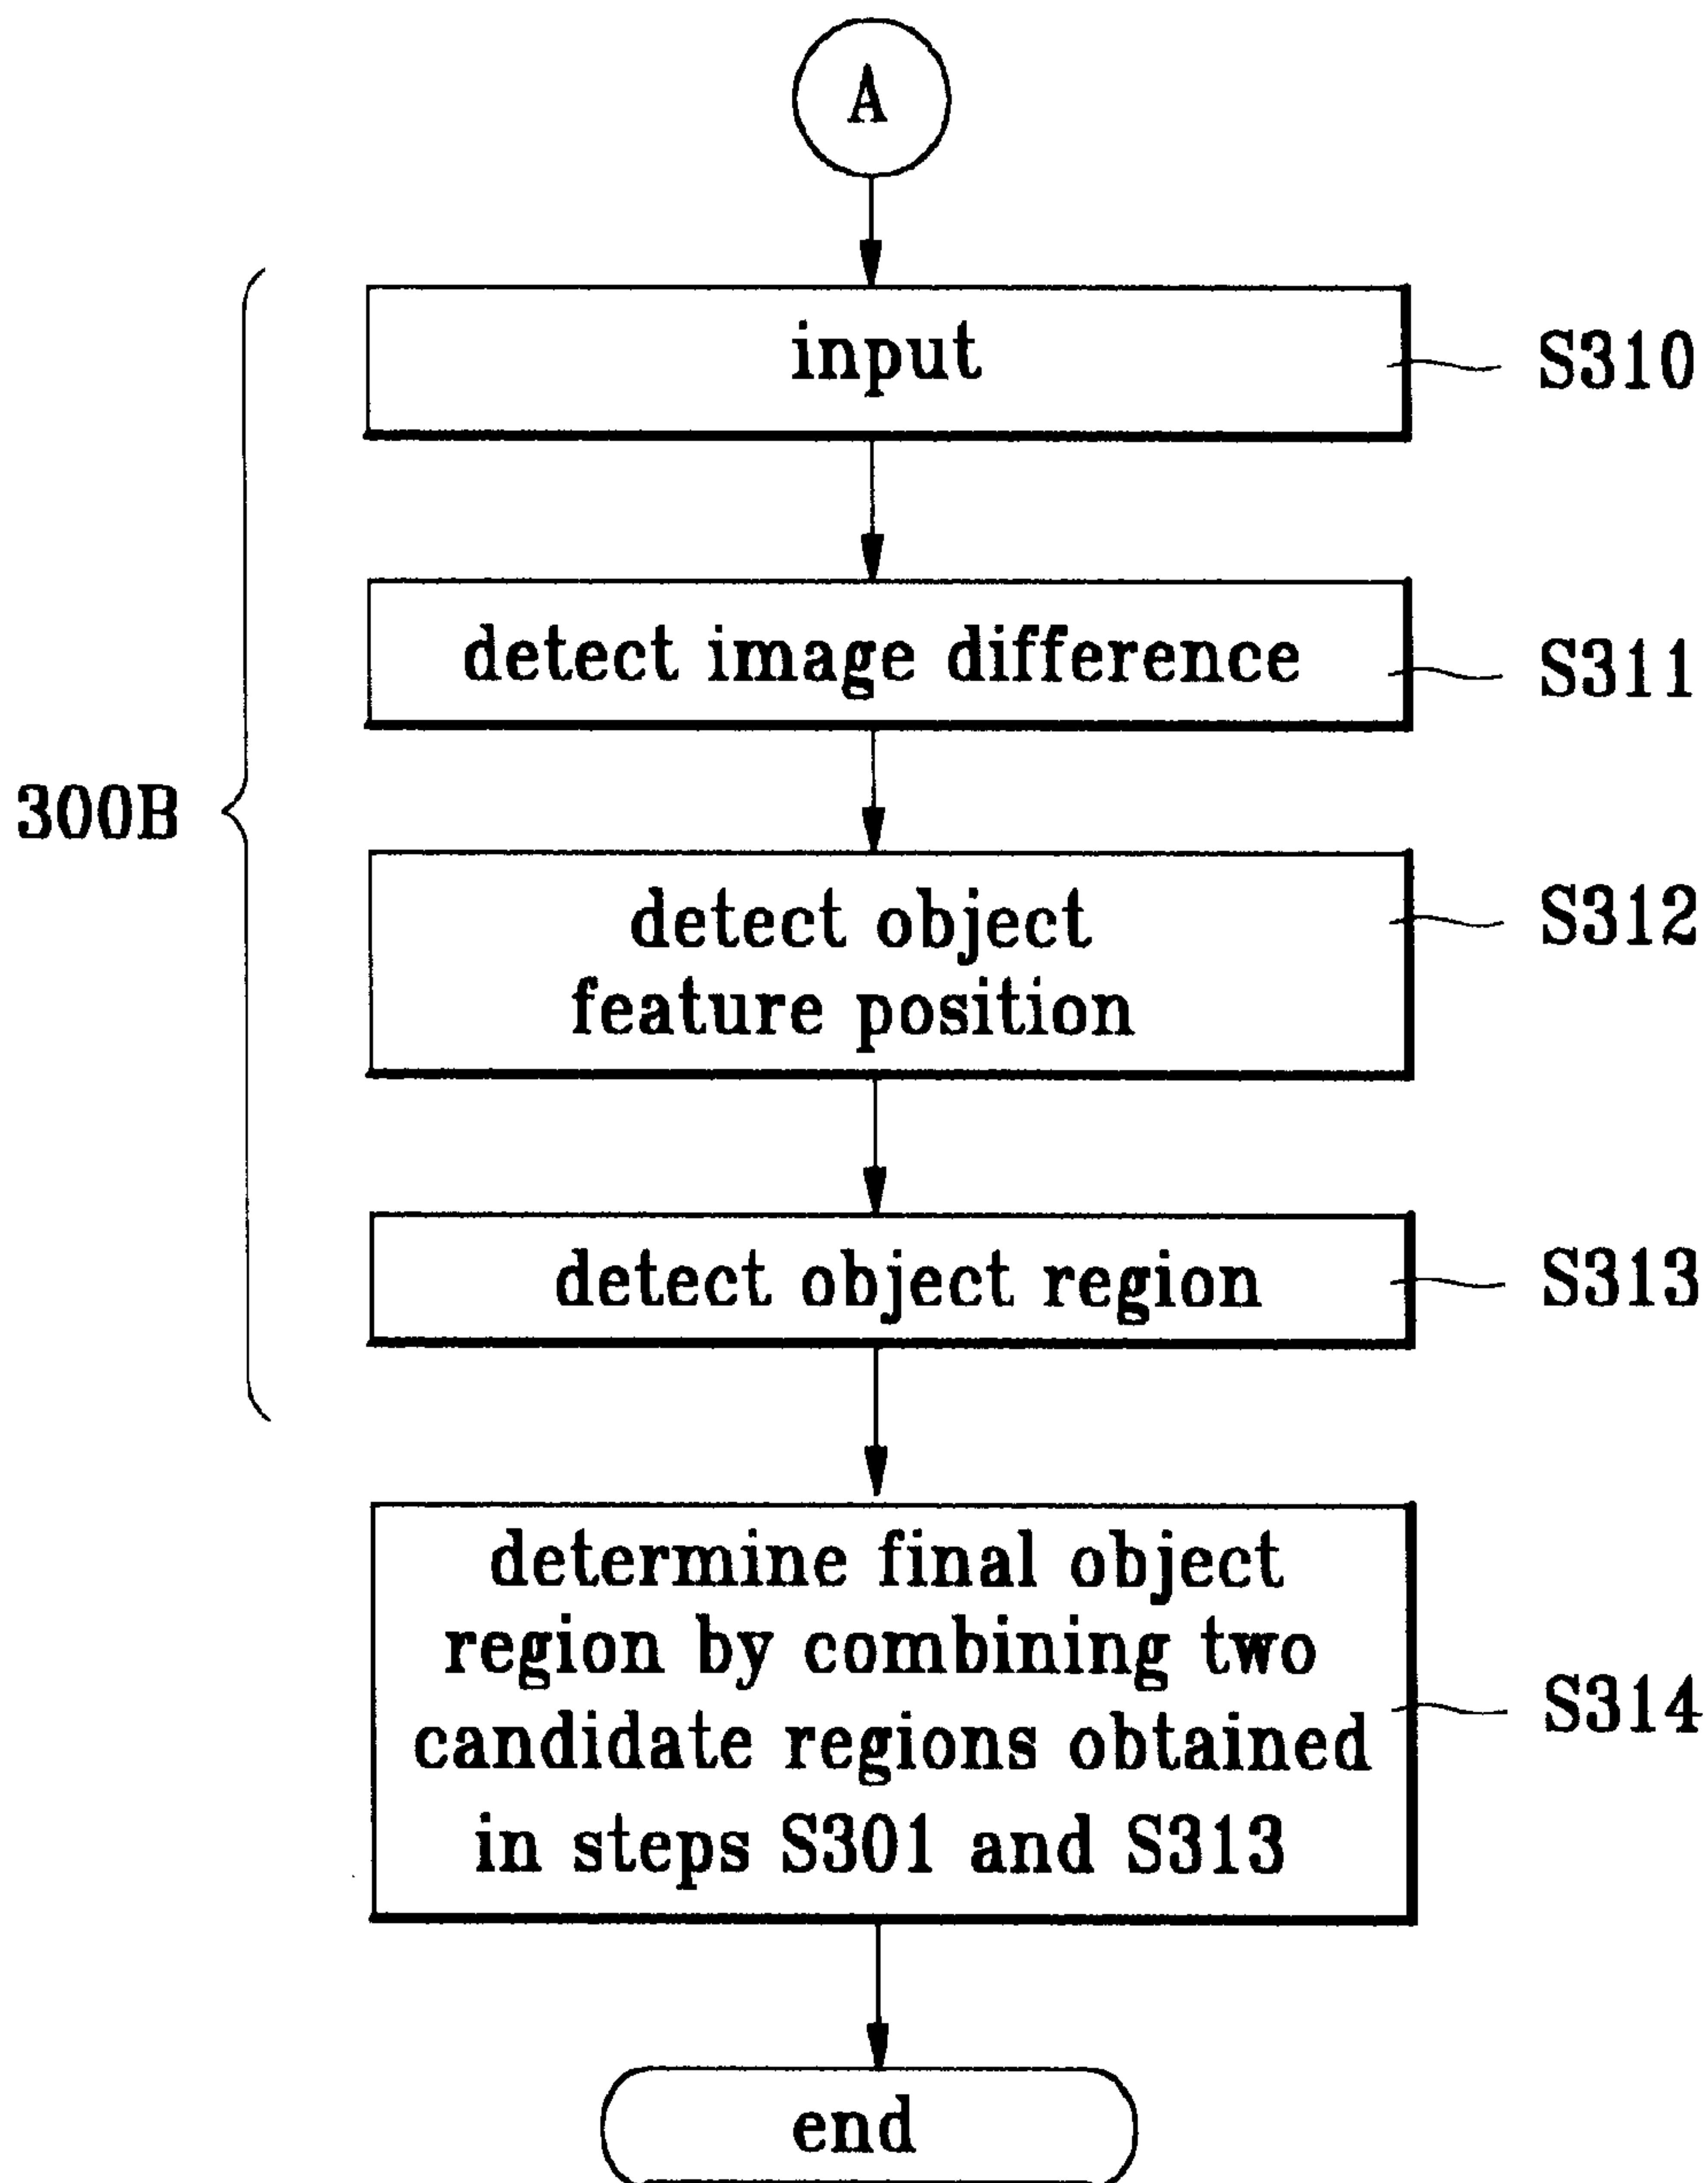 A
input
S310
detect image difference
S311
300B
detect object
feature position
S312
detect object region
S313
determine final object
region by combining two
candidate regions obtained
in steps S301 and S313
S314
end